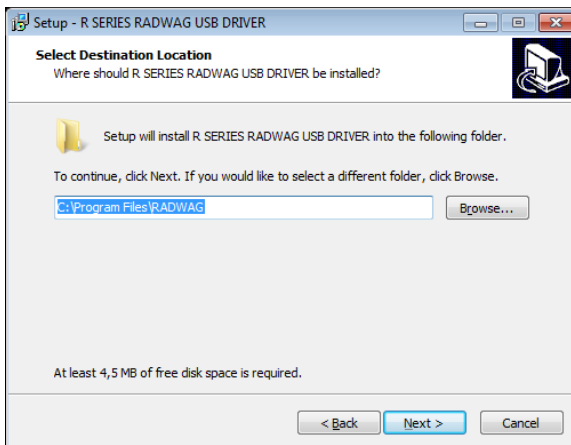 Setup - R SERIES RADWAG USB DRIVER
Select Destination Location
Where should R SERIES RADWAG USB DRIVER be installed?
Setup will install R SERIES RADWAG USB DRIVER into the following folder.
To continue, click Next. If you would like to select a different folder, click Browse.
C:\Program Files\RADWAG
Browse...
At least 4,5 MB of free disk space is required.
< Back
Next >
Cancel